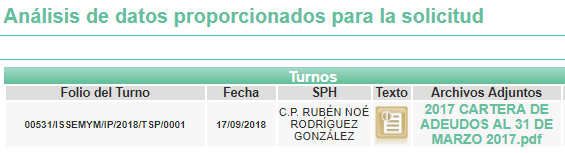 Análisis de datos proporcionados para la solicitud
Turnos
Folio del Turno Fecha SPH Texto Archivos Adjuntos
00531/ISSEMYM/IP/2018/TSP/0001 17/09/2018 C.P. RUBÉN NOÉ RODRÍGUEZ GONZÁLEZ 2017 CARTERA DE ADEUDOS AL 31 DE MARZO 2017.pdf